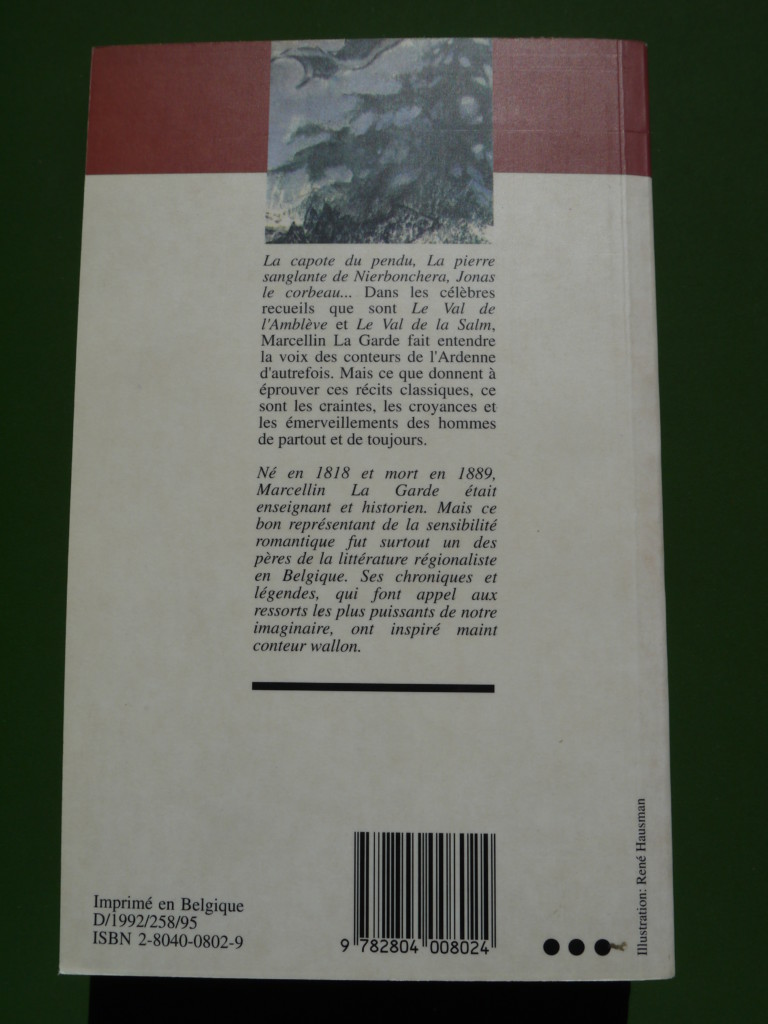 La capote du pendu, La pierre
sanglante de Nierbonchera, Jonas
le corbeau... Dans les célèbres
recueils que sont Le Val de
l'Amblève et Le Val de la Salm,
Marcellin La Garde fait entendre
la voix des conteurs de l'Ardenne
d'autrefois. Mais ce que donnent à
éprouver ces récits classiques, ce
sont les craintes, les croyances et
les émerveillements des hommes
de partout et de toujours.
Né en 1818 et mort en 1889,
Marcellin La Garde était
enseignant et historien. Mais ce
bon représentant de la sensibilité
romantique fut surtout un des
pères de la littérature régionaliste
en Belgique. Ses chroniques et
légendes, qui font appel aux
ressorts les plus puissants de notre
imaginaire, ont inspiré maint
conteur wallon.
Imprimé en Belgique
D/1992/258/95
ISBN 2-8040-0802-9
9 782804 008024
Illustration: René Hausman